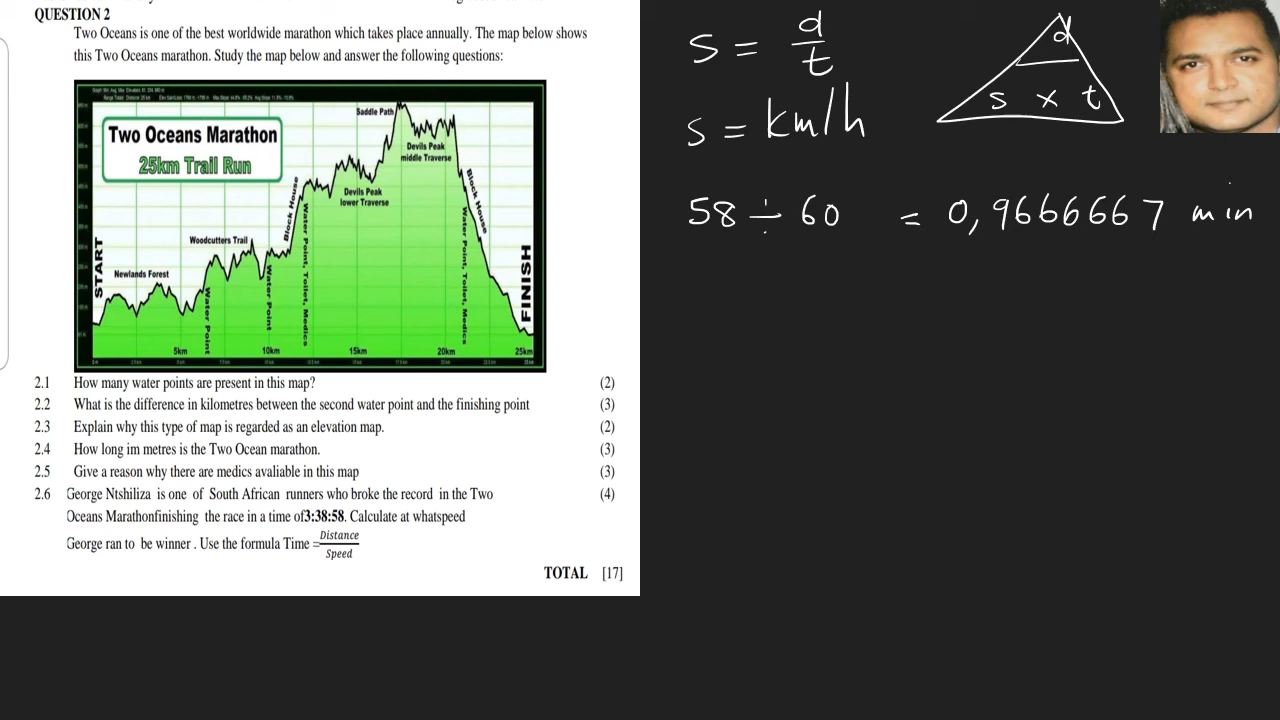 QUESTION 2
Two Oceans is one of the best worldwide marathon which takes place annually. The map below shows
this Two Oceans marathon. Study the map below and answer the following questions:
Two Oceans Marathon
25km Trail Run
START
Newlands Forest
Woodcutters Trail
Block House
Devils Peak
lower Traverse
Saddle Path
Devils Peak
middle Traverse
Block House
FINISH
Water Point
Water Point
Water Point, Toilet, Medics
Water Point, Toilet, Medics
5km 10km 15km 20km 25km
2.1 How many water points are present in this map? (2)
2.2 What is the difference in kilometres between the second water point and the finishing point (3)
2.3 Explain why this type of map is regarded as an elevation map. (2)
2.4 How long im metres is the Two Ocean marathon. (3)
2.5 Give a reason why there are medics avaliable in this map (3)
2.6 George Ntshiliza is one of South African runners who broke the record in the Two (4)
Oceans Marathonfinishing the race in a time of3:38:58. Calculate at whatspeed
George ran to be winner . Use the formula Time =Distance/Speed
TOTAL [17]
s = d/t
d
s x t
s = km/h
58 ÷ 60 = 0,9666667 min